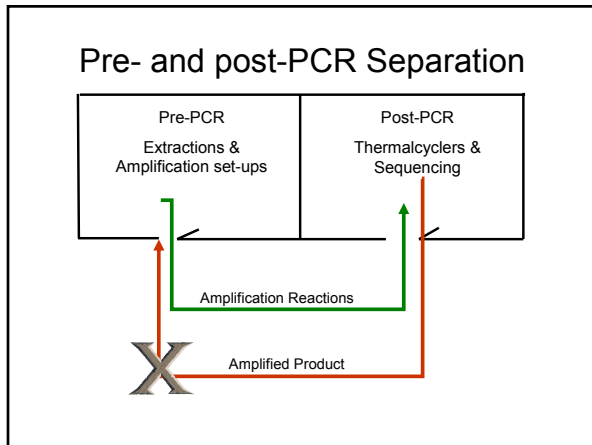 Pre- and post-PCR Separation
Pre-PCR
Extractions &
Amplification set-ups
Post-PCR
Thermalcyclers &
Sequencing
Amplification Reactions
X
Amplified Product